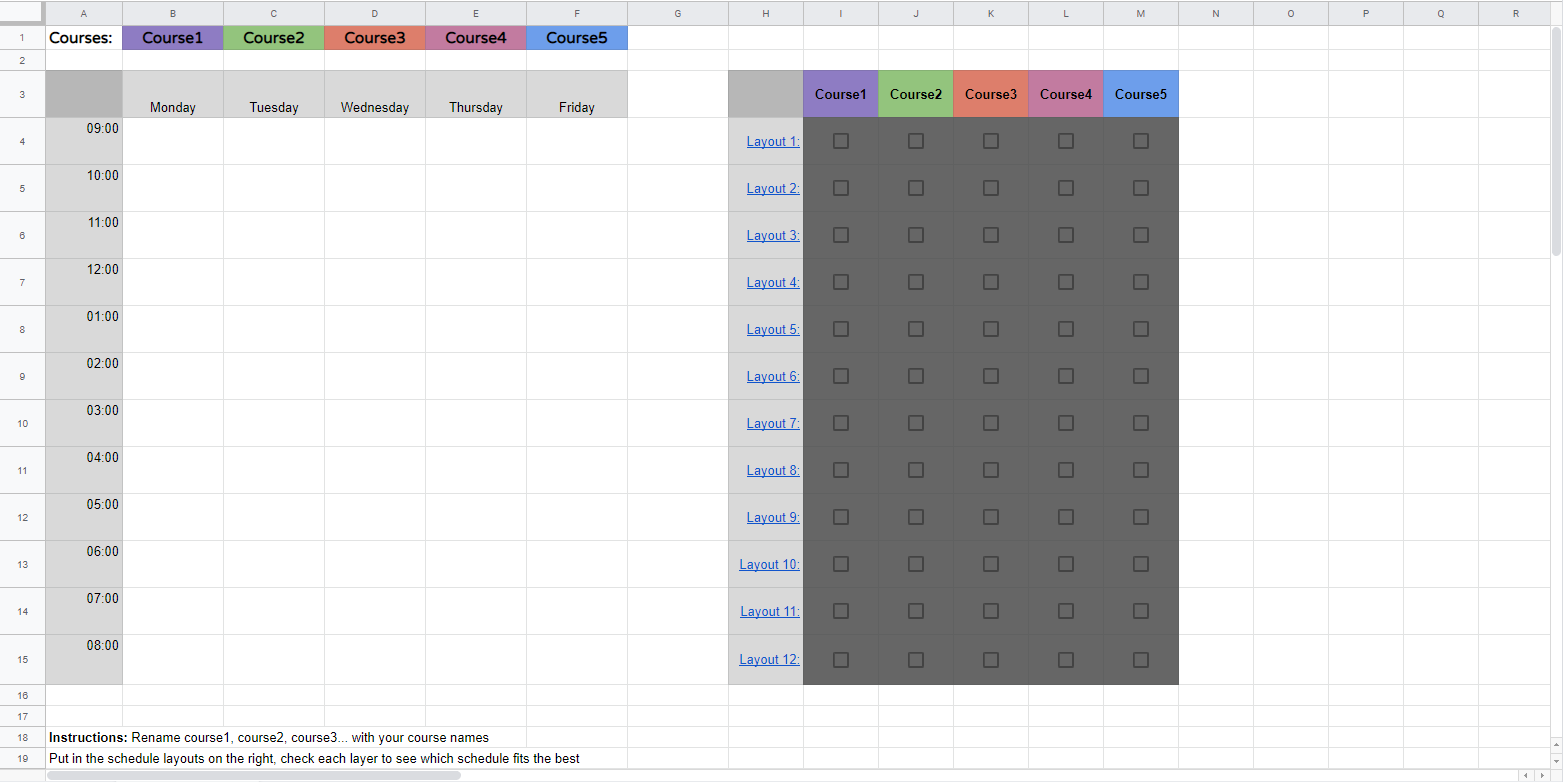 A B C D E F G H I J K L M N O P Q R
1 Courses: Course1 Course2 Course3 Course4 Course5
2
3 Monday Tuesday Wednesday Thursday Friday Course1 Course2 Course3 Course4 Course5
4 09:00 Layout 1:
5 10:00 Layout 2:
6 11:00 Layout 3:
7 12:00 Layout 4:
8 01:00 Layout 5:
9 02:00 Layout 6:
10 03:00 Layout 7:
11 04:00 Layout 8:
12 05:00 Layout 9:
13 06:00 Layout 10:
14 07:00 Layout 11:
15 08:00 Layout 12:
16
17
18 Instructions: Rename course1, course2, course3... with your course names
19 Put in the schedule layouts on the right, check each layer to see which schedule fits the best